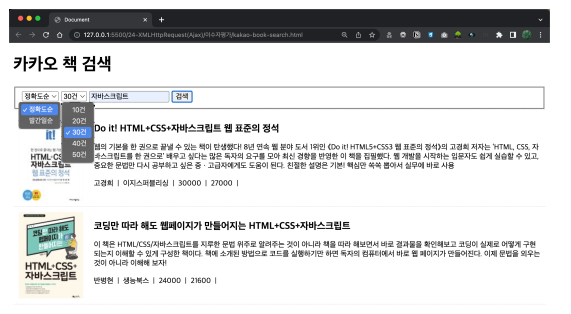 Document
127.0.0.1:5500/24-XMLHttpRequest(Ajax)/이수자평가/kakao-book-search.html
카카오 책 검색
정확도순 30건 자바스크립트 검색
정확도순
발간일순
10건
20건
30건
40건
50건
Do it! HTML+CSS+자바스크립트 웹 표준의 정석
웹의 기본을 한 권으로 끝낼 수 있는 책이 탄생했다! 8년 연속 웹 분야 도서 1위인 《Do it! HTML5+CSS3 웹 표준의 정석》의 고경희 저자는 'HTML, CSS, 자
바스크립트를 한 권으로' 배우고 싶다는 많은 독자의 요구를 모아 최신 경향을 반영한 이 책을 집필했다. 웹 개발을 시작하는 입문자도 쉽게 실습할 수 있고,
중요한 문법만 다시 공부하고 싶은 중ㆍ고급자에게도 도움이 된다. 친절한 설명은 기본! 핵심만 쏙쏙 뽑아서 실무에 바로 사용
고경희 | 이지스퍼블리싱 | 30000 | 27000 |
it!
HTML+CSS
자바스크립트
웹 표준의 정석
코딩만 따라 해도 웹페이지가 만들어지는 HTML+CSS+자바스크립트
이 책은 HTML/CSS/자바스크립트를 지루한 문법 위주로 알려주는 것이 아니라 책을 따라 해보면서 바로 결과물을 확인해보고 코딩이 실제로 어떻게 구현
되는지 이해할 수 있게 구성한 책이다. 책에 소개된 방법으로 코드를 실행하기만 하면 독자의 컴퓨터에서 바로 웹 페이지가 만들어진다. 이제 문법을 외우는
것이 아니라 이해해 보자!
반병현 | 생능북스 | 24000 | 21600 |
HTML+CSS+
자바스크립트